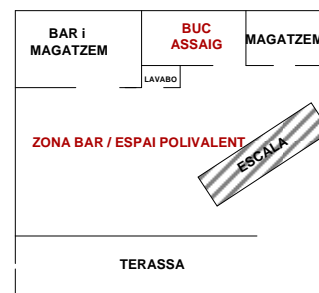 BAR i
MAGATZEM
BUC
ASSAIG
MAGATZEM
LAVABO
ZONA BAR / ESPAI POLIVALENT
ESCALA
TERASSA